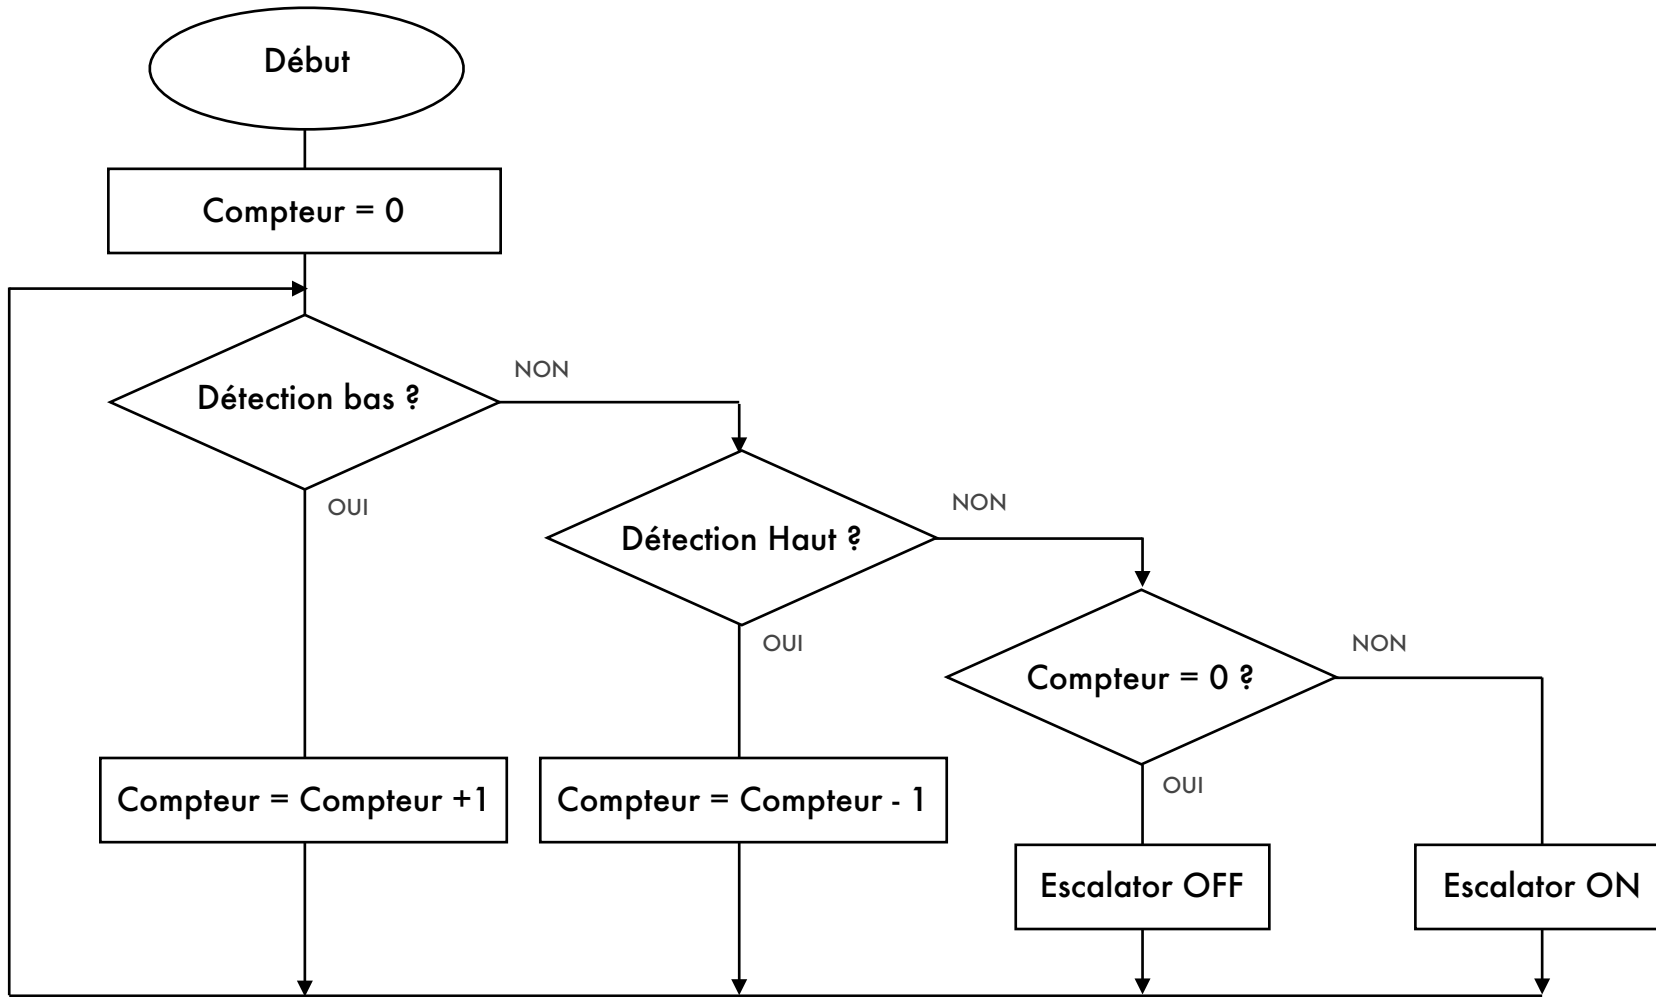 Début
Compteur = 0
Détection bas ?
NON
OUI
Détection Haut ?
NON
OUI
Compteur = 0 ?
NON
OUI
Compteur = Compteur +1
Compteur = Compteur - 1
Escalator OFF
Escalator ON